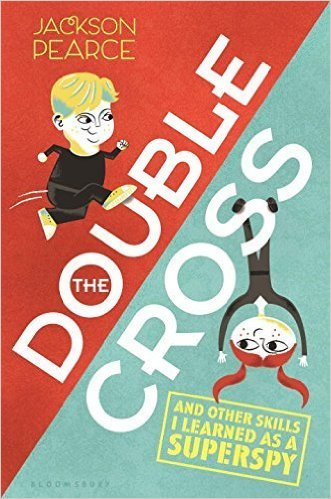 JACKSON
PEARCE
THE
DOUBLE
CROSS
AND OTHER SKILLS
I LEARNED AS A
SUPERSPY
BLOOMSBURY